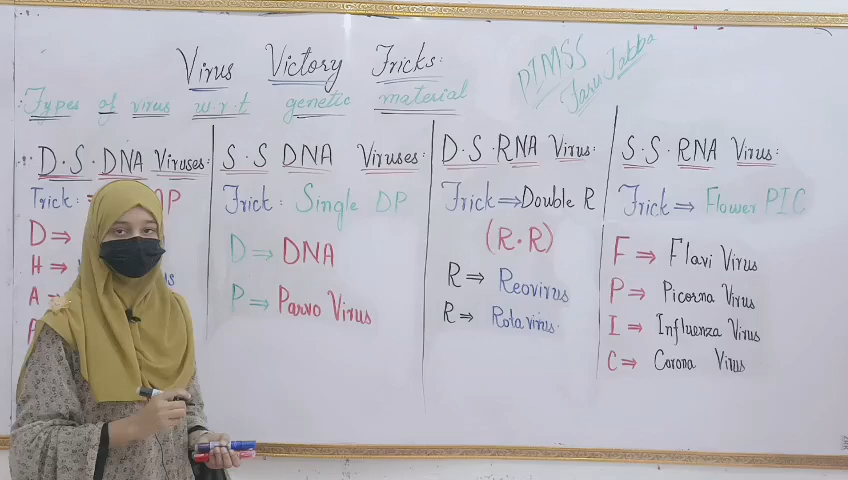 Virus Victory Tricks:
PIMSS
Types of virus w.r.t genetic material
D.S.DNA Viruses:
Trick:
D⇒
H⇒
A
A
S.S DNA Viruses:
Trick: Single DP
D⇒ DNA
P⇒ Parvo Virus
D.S.RNA Virus:
Trick⇒Double R
(R.R)
R⇒ Reovirus
R⇒ Rotavirus.
S.S.RNA Virus:
Trick⇒ Flower PIC
F⇒ Flavi Virus
P⇒ Picorna Virus
I⇒ Influenza Virus
C⇒ Corona Virus